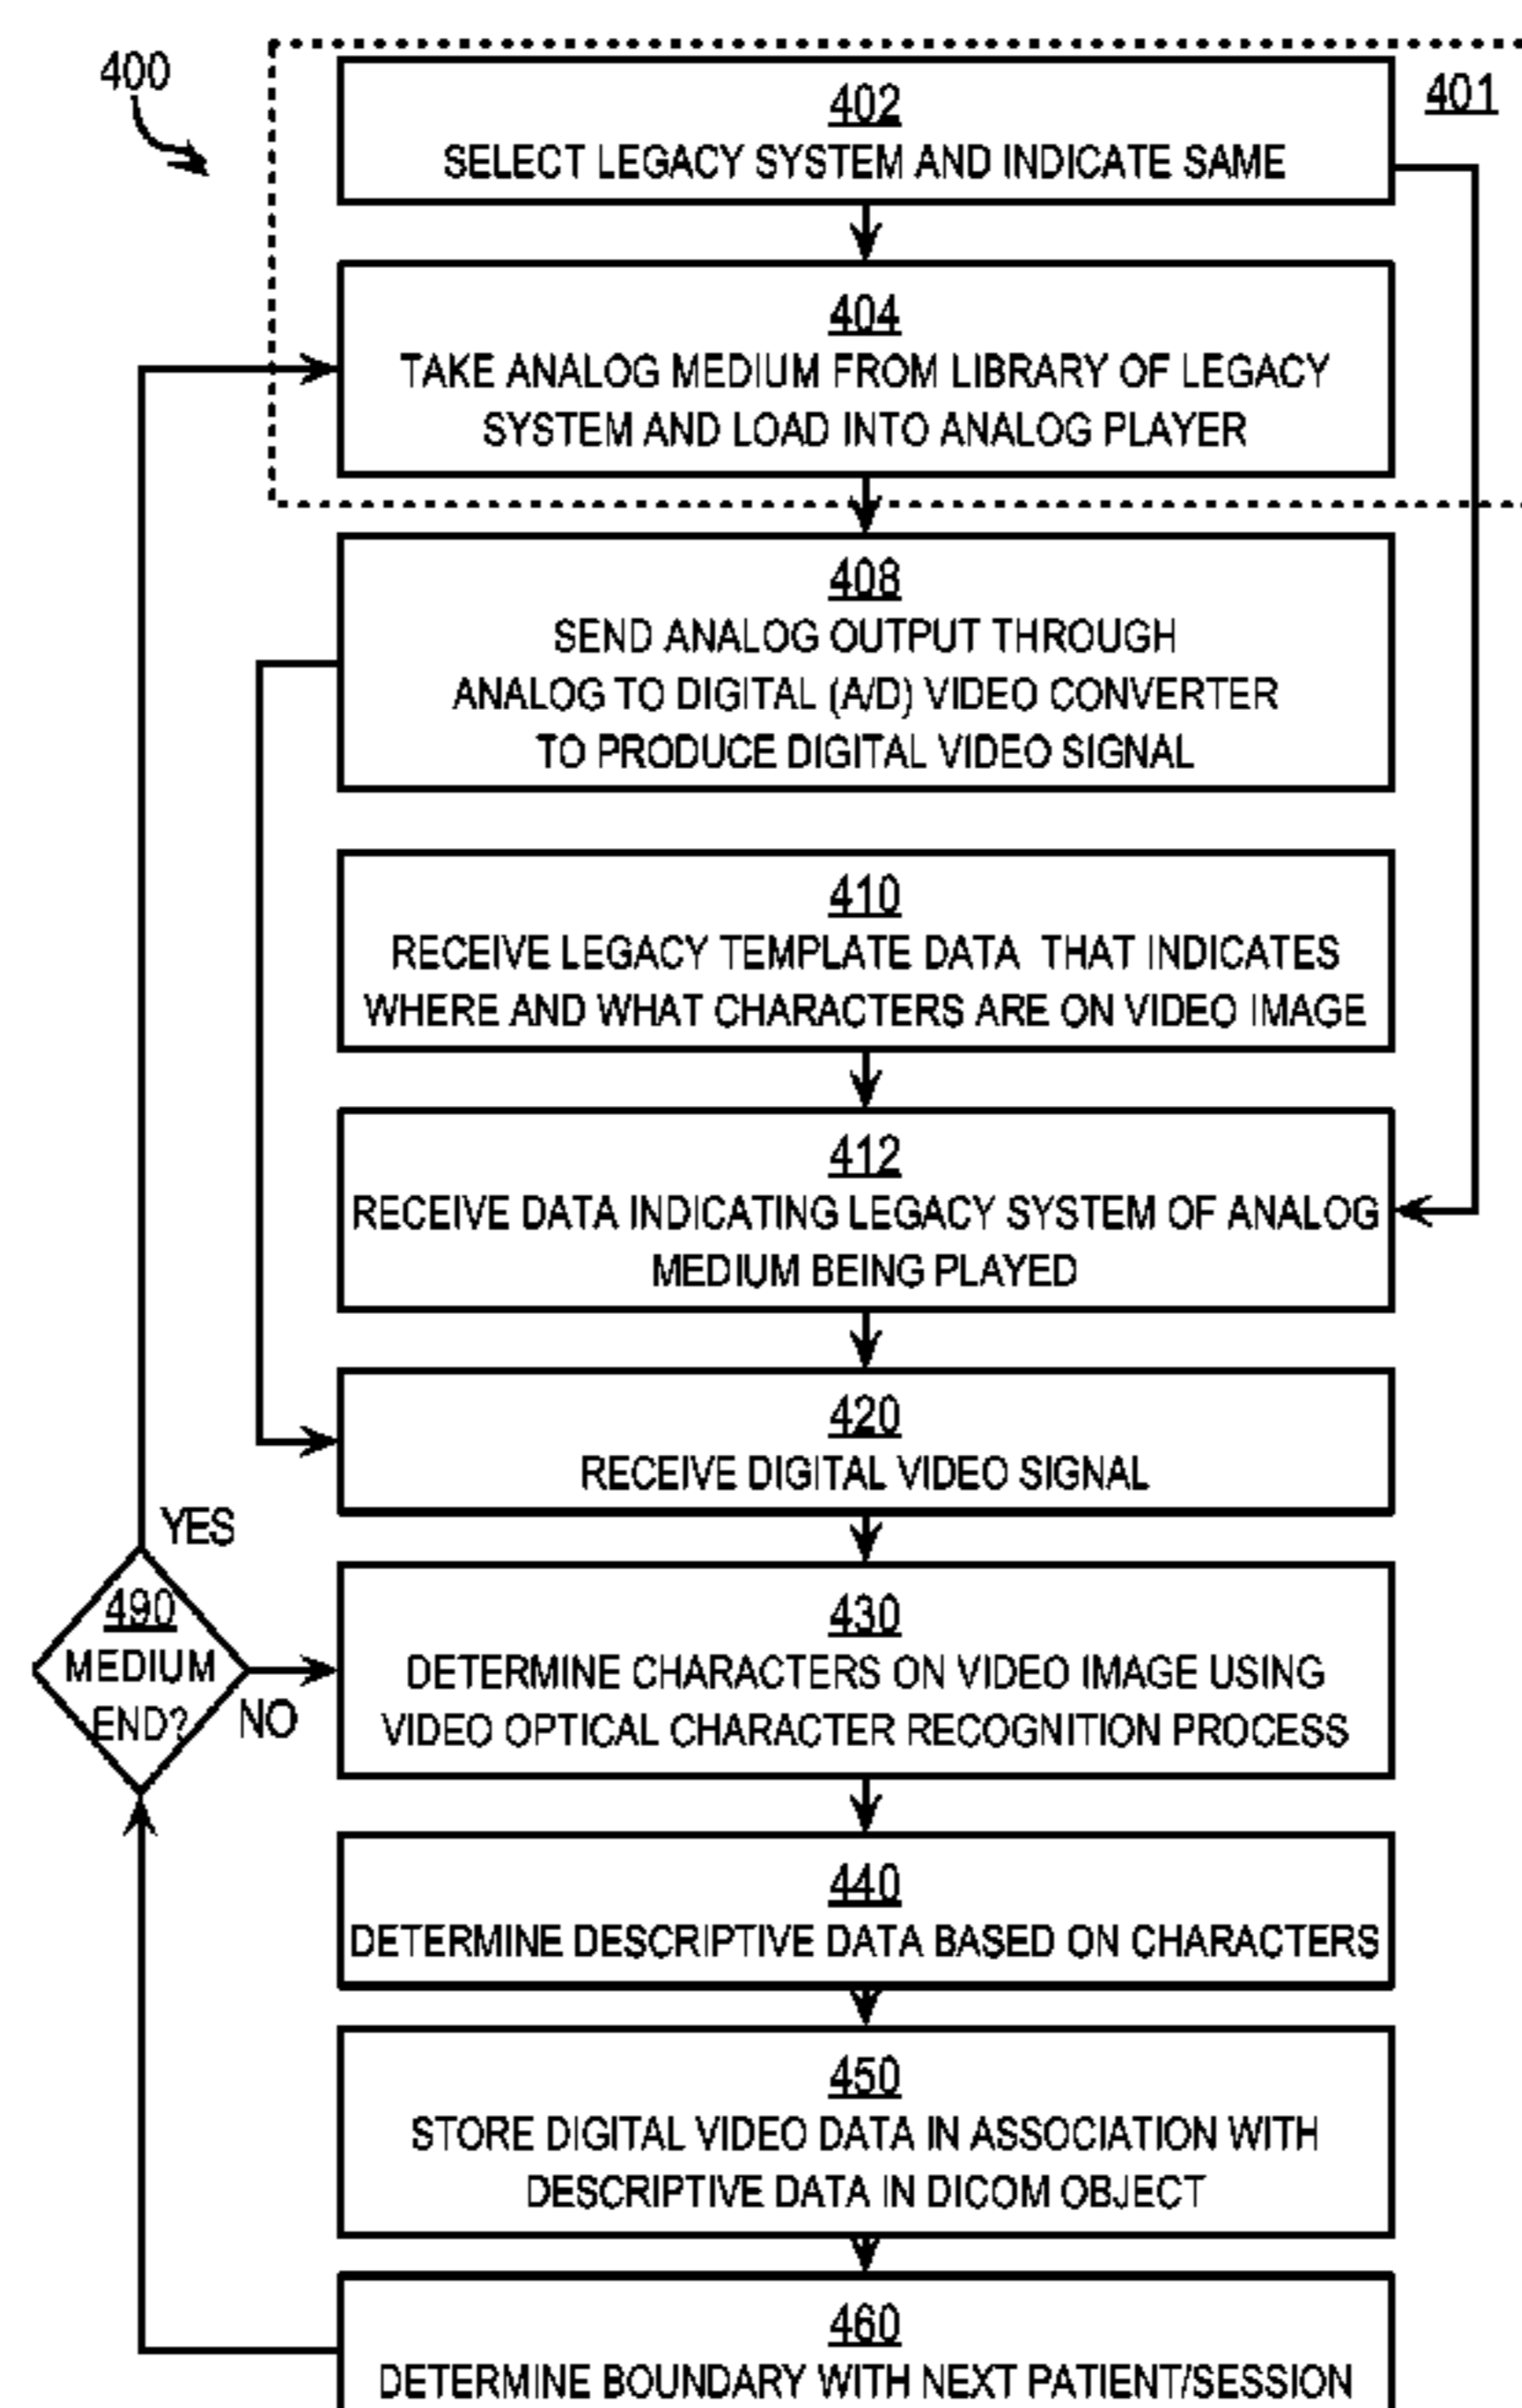 400
401
402
SELECT LEGACY SYSTEM AND INDICATE SAME
404
TAKE ANALOG MEDIUM FROM LIBRARY OF LEGACY
SYSTEM AND LOAD INTO ANALOG PLAYER
408
SEND ANALOG OUTPUT THROUGH
ANALOG TO DIGITAL (A/D) VIDEO CONVERTER
TO PRODUCE DIGITAL VIDEO SIGNAL
410
RECEIVE LEGACY TEMPLATE DATA THAT INDICATES
WHERE AND WHAT CHARACTERS ARE ON VIDEO IMAGE
412
RECEIVE DATA INDICATING LEGACY SYSTEM OF ANALOG
MEDIUM BEING PLAYED
420
RECEIVE DIGITAL VIDEO SIGNAL
YES
490
MEDIUM
END?
NO
430
DETERMINE CHARACTERS ON VIDEO IMAGE USING
VIDEO OPTICAL CHARACTER RECOGNITION PROCESS
440
DETERMINE DESCRIPTIVE DATA BASED ON CHARACTERS
450
STORE DIGITAL VIDEO DATA IN ASSOCIATION WITH
DESCRIPTIVE DATA IN DICOM OBJECT
460
DETERMINE BOUNDARY WITH NEXT PATIENT/SESSION